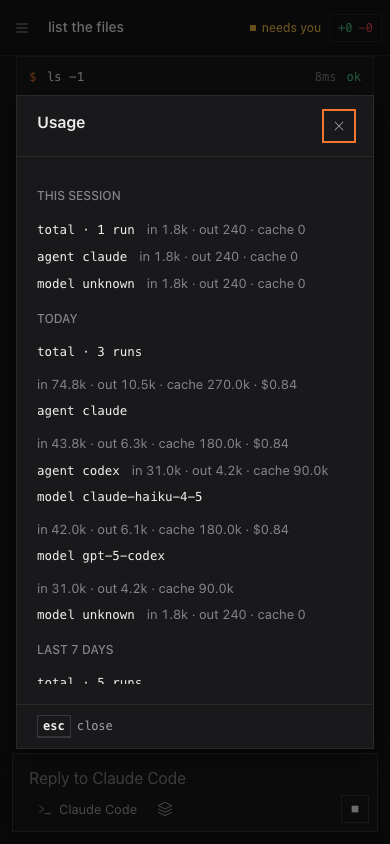 list the files
needs you
+0 −0
$ ls -1
8ms ok
Usage
THIS SESSION
total · 1 run in 1.8k · out 240 · cache 0
agent claude in 1.8k · out 240 · cache 0
model unknown in 1.8k · out 240 · cache 0
TODAY
total · 3 runs
in 74.8k · out 10.5k · cache 270.0k · $0.84
agent claude
in 43.8k · out 6.3k · cache 180.0k · $0.84
agent codex in 31.0k · out 4.2k · cache 90.0k
model claude-haiku-4-5
in 42.0k · out 6.1k · cache 180.0k · $0.84
model gpt-5-codex
in 31.0k · out 4.2k · cache 90.0k
model unknown in 1.8k · out 240 · cache 0
LAST 7 DAYS
total · 5 runs
esc close
Reply to Claude Code
Claude Code